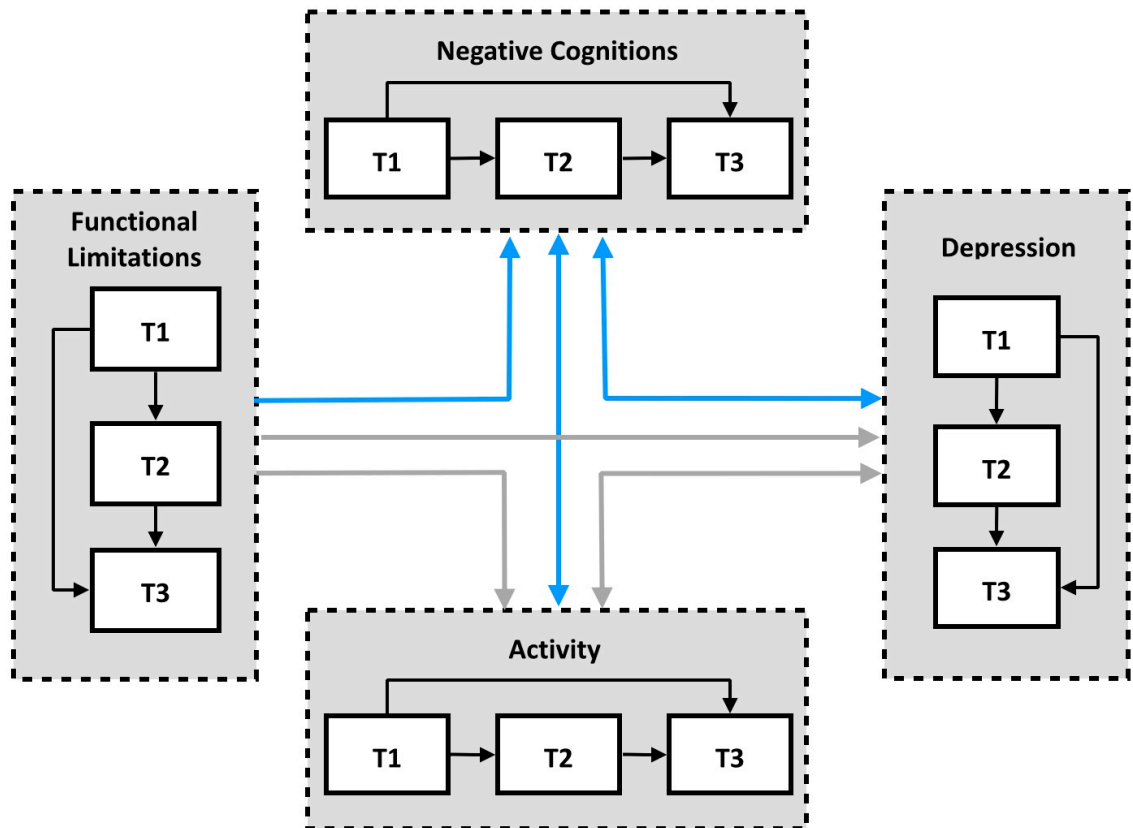 Negative Cognitions
T1
T2
T3
Functional
Limitations
T1
T2
T3
Depression
T1
T2
T3
Activity
T1
T2
T3